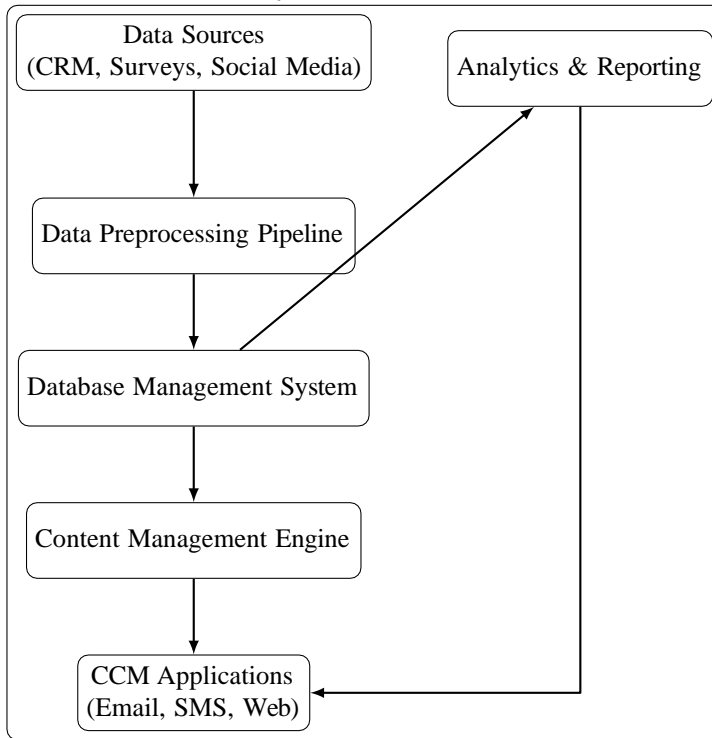 Data Sources
(CRM, Surveys, Social Media)
Analytics & Reporting
Data Preprocessing Pipeline
Database Management System
Content Management Engine
CCM Applications
(Email, SMS, Web)